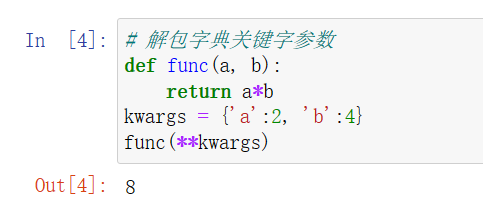 In [4]: # 解包字典关键字参数
def func(a, b):
    return a*b
kwargs = {'a':2, 'b':4}
func(**kwargs)
Out[4]: 8